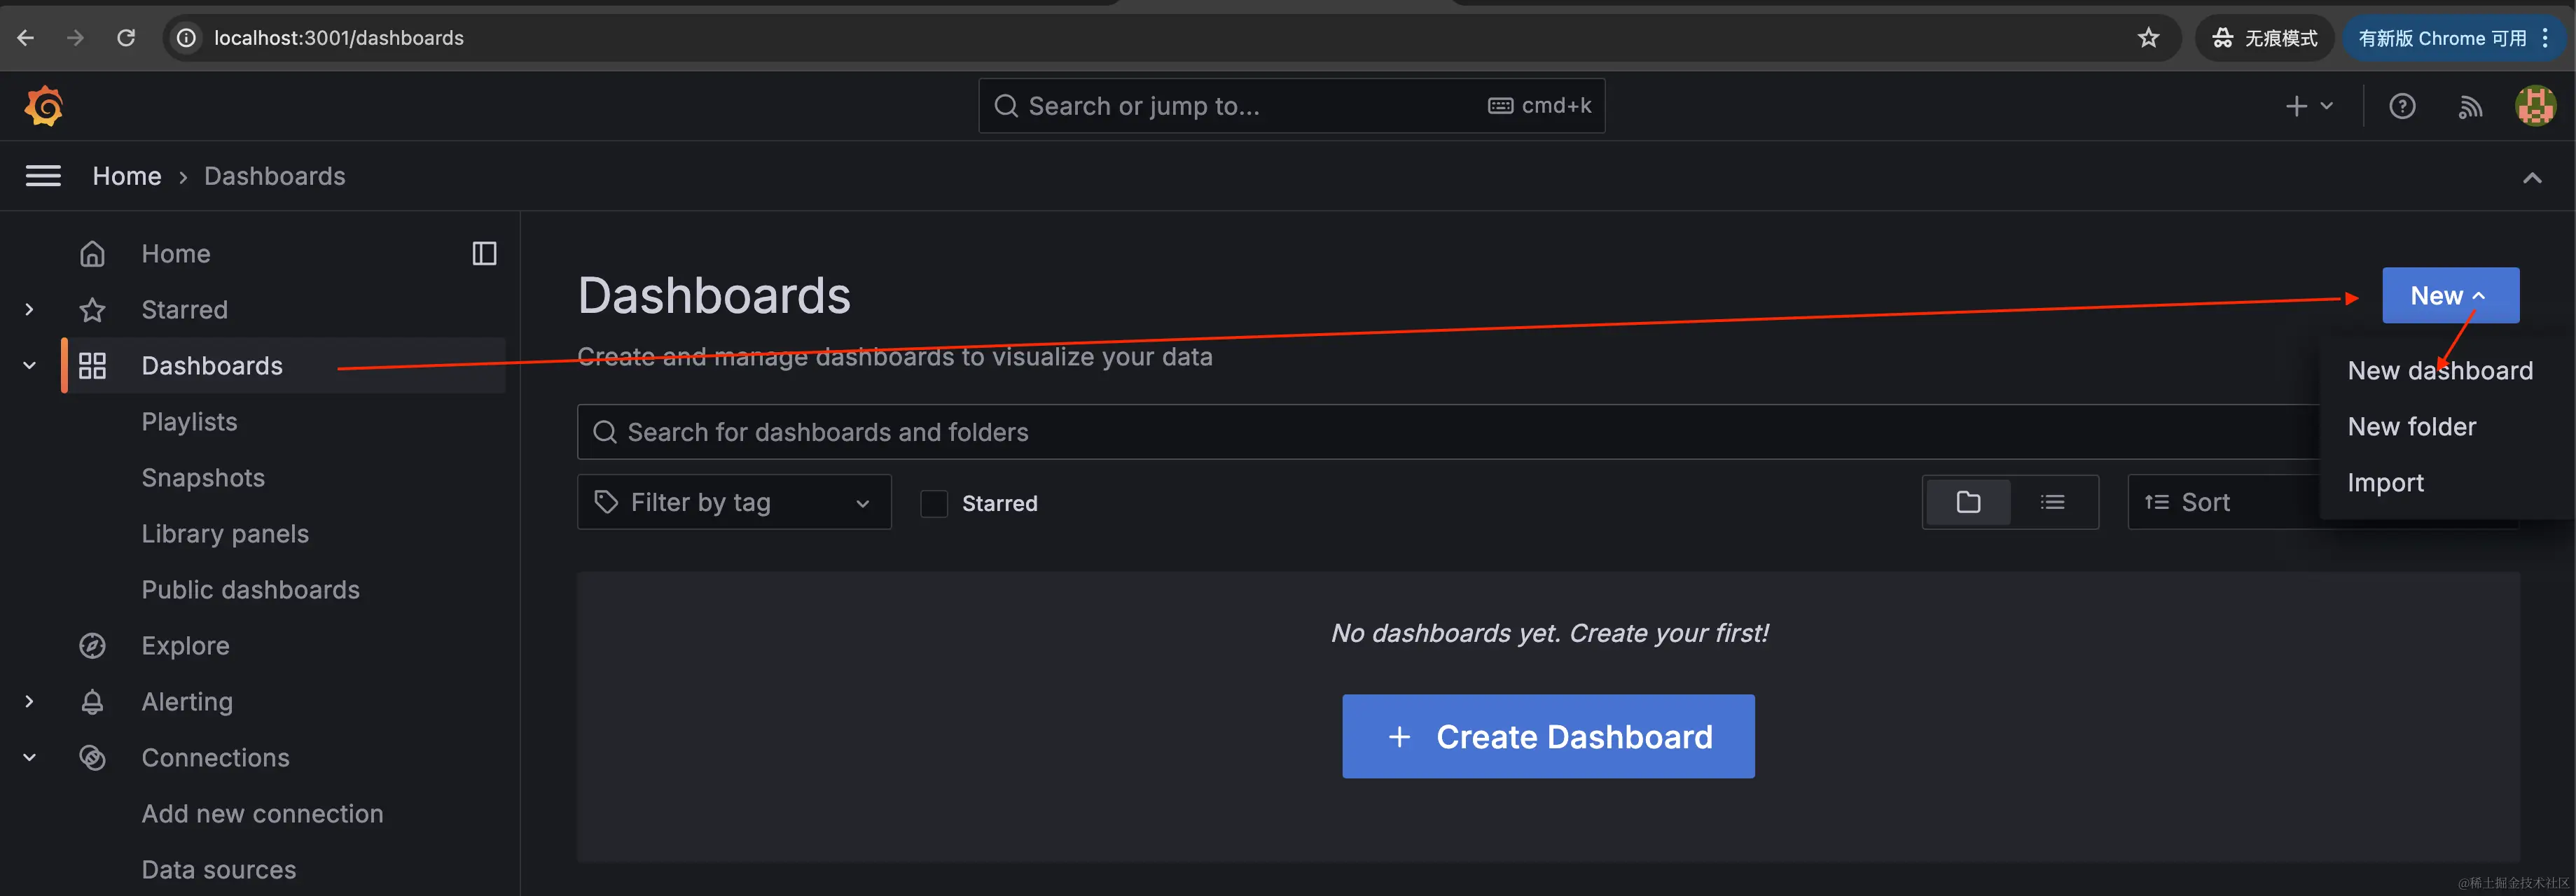 localhost:3001/dashboards
无痕模式
有新版 Chrome 可用
Search or jump to...
cmd+k
Home
Dashboards
Home
Starred
Dashboards
Playlists
Snapshots
Library panels
Public dashboards
Explore
Alerting
Connections
Add new connection
Data sources
Dashboards
New
Create and manage dashboards to visualize your data
New dashboard
New folder
Import
Search for dashboards and folders
Filter by tag
Starred
Sort
No dashboards yet. Create your first!
+ Create Dashboard
@稀土掘金技术社区